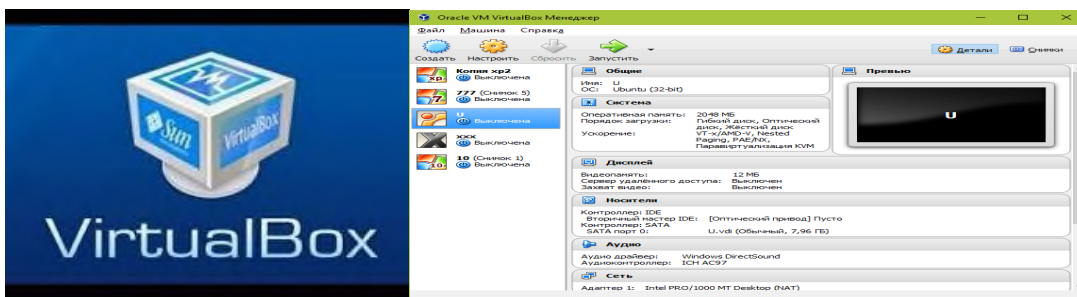 Sun
VirtualBox
VirtualBox
Oracle VM VirtualBox Менеджер
Файл Машина Справка
Создать Настроить Сбросить Запустить
Детали Снимки
xp
Копия xp2
Выключена
7
777 (Снимок 5)
Выключена
U
Выключена
xxx
Выключена
10
10 (Снимок 1)
Выключена
Общие
Имя: U
ОС: Ubuntu (32-bit)
Система
Оперативная память: 2048 МБ
Порядок загрузки: Гибкий диск, Оптический
диск, Жёсткий диск
Ускорение: VT-x/AMD-V, Nested
Paging, PAE/NX,
Паравиртуализация KVM
Превью
U
Дисплей
Видеопамять: 12 МБ
Сервер удалённого доступа: Выключен
Захват видео: Выключен
Носители
Контроллер: IDE
Вторичный мастер IDE: [Оптический привод] Пусто
Контроллер: SATA
SATA порт 0: U.vdi (Обычный, 7,96 ГБ)
Аудио
Аудио драйвер: Windows DirectSound
Аудиоконтроллер: ICH AC97
Сеть
Адаптер 1: Intel PRO/1000 MT Desktop (NAT)